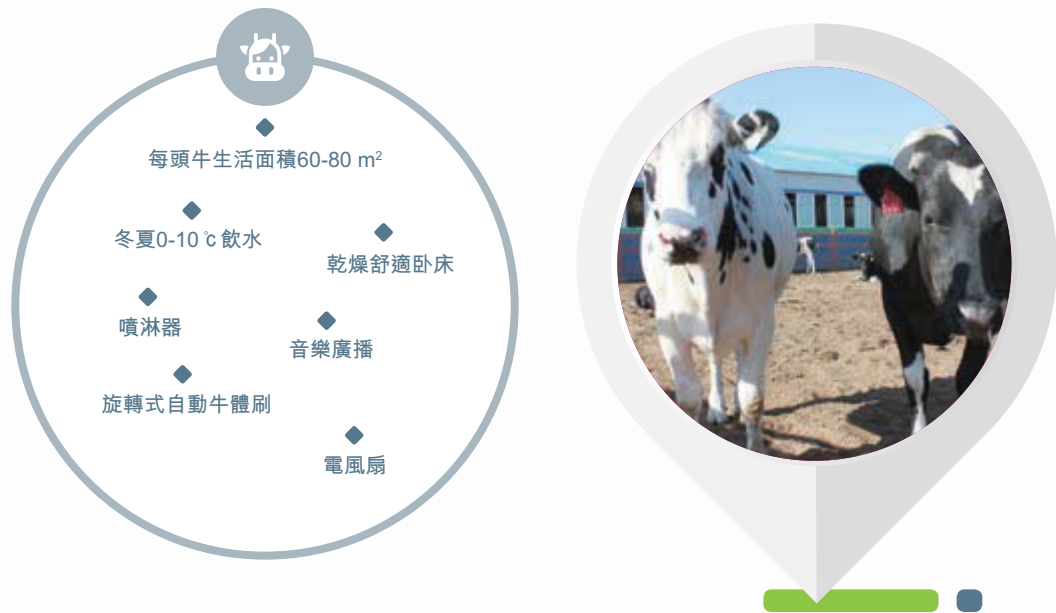 每頭牛生活面積60-80 m²
冬夏0-10 ℃ 飲水
乾燥舒適卧床
噴淋器
音樂廣播
旋轉式自動牛體刷
電風扇